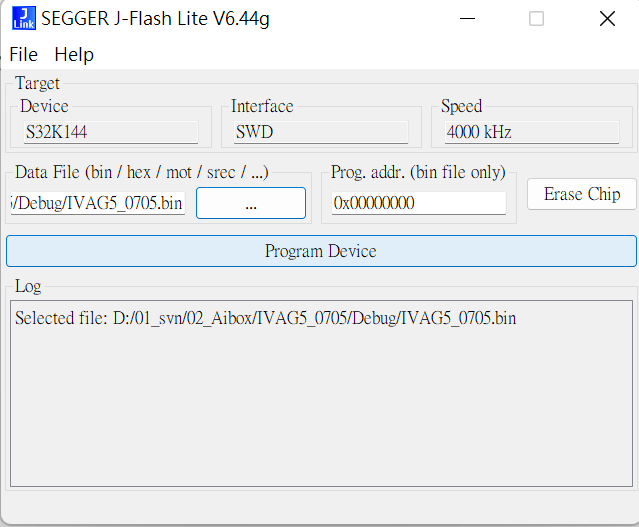 J Link SEGGER J-Flash Lite V6.44g
File Help
Target
Device Interface Speed
S32K144 SWD 4000 kHz
Data File (bin / hex / mot / srec / ...) Prog. addr. (bin file only)
/Debug/IVAG5_0705.bin ... 0x00000000 Erase Chip
Program Device
Log
Selected file: D:/01_svn/02_Aibox/IVAG5_0705/Debug/IVAG5_0705.bin